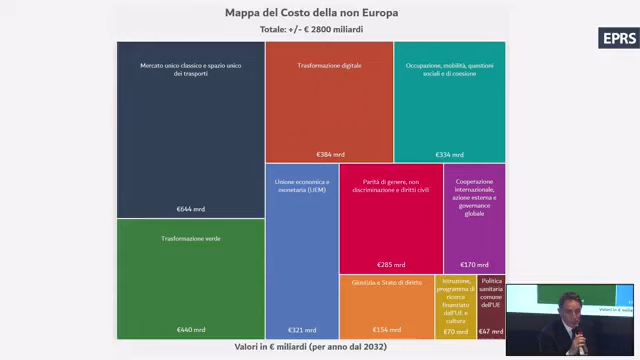 Mappa del Costo della non Europa
Totale: +/- € 2800 miliardi
EPRS
Mercato unico classico e spazio unico
dei trasporti
€644 mrd
Trasformazione digitale
€384 mrd
Occupazione, mobilità, questioni
sociali e di coesione
€334 mrd
Trasformazione verde
€440 mrd
Unione economica e
monetaria (UEM)
€321 mrd
Parità di genere, non
discriminazione e diritti civili
€285 mrd
Cooperazione
internazionale,
azione esterna e
governance
globale
€170 mrd
Giustizia e Stato di diritto
€154 mrd
Istruzione,
programma di
ricerca
finanziato
dall'UE e
cultura
€70 mrd
Politica
sanitaria
comune
dell'UE
€47 mrd
Valori in € miliardi (per anno dal 2032)